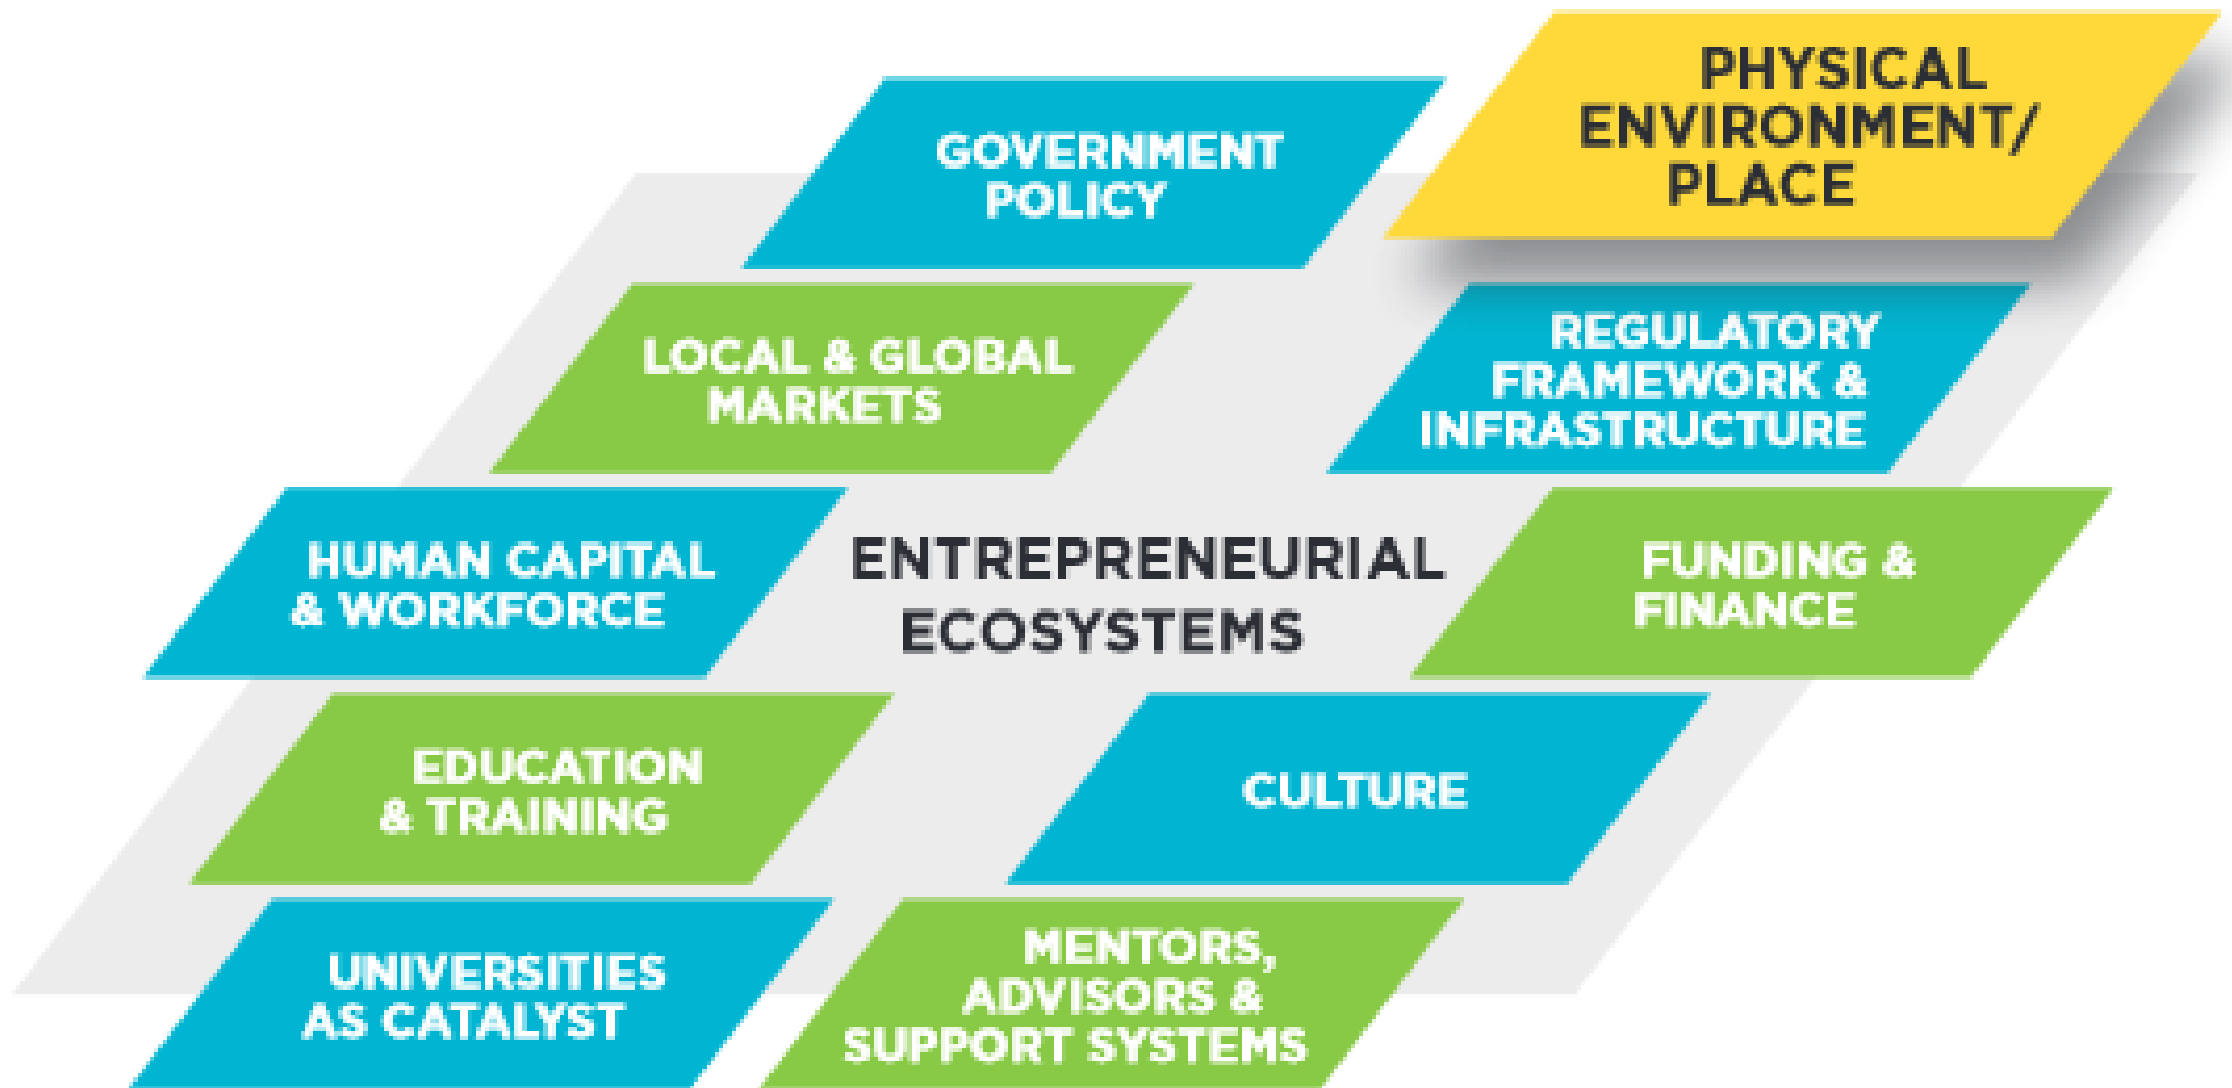 PHYSICAL
ENVIRONMENT/
PLACE
GOVERNMENT
POLICY
LOCAL & GLOBAL
MARKETS
REGULATORY
FRAMEWORK &
INFRASTRUCTURE
HUMAN CAPITAL
& WORKFORCE
ENTREPRENEURIAL
ECOSYSTEMS
FUNDING &
FINANCE
EDUCATION
& TRAINING
CULTURE
UNIVERSITIES
AS CATALYST
MENTORS,
ADVISORS &
SUPPORT SYSTEMS